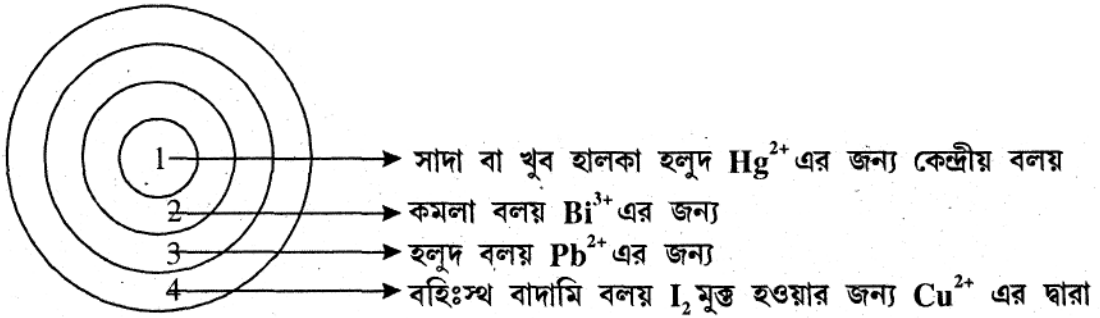 1 সাদা বা খুব হালকা হলুদ Hg²⁺ এর জন্য কেন্দ্রীয় বলয়
2 কমলা বলয় Bi³⁺ এর জন্য
3 হলুদ বলয় Pb²⁺ এর জন্য
4 বহিঃস্থ বাদামি বলয় I₂ মুক্ত হওয়ার জন্য Cu²⁺ এর দ্বারা